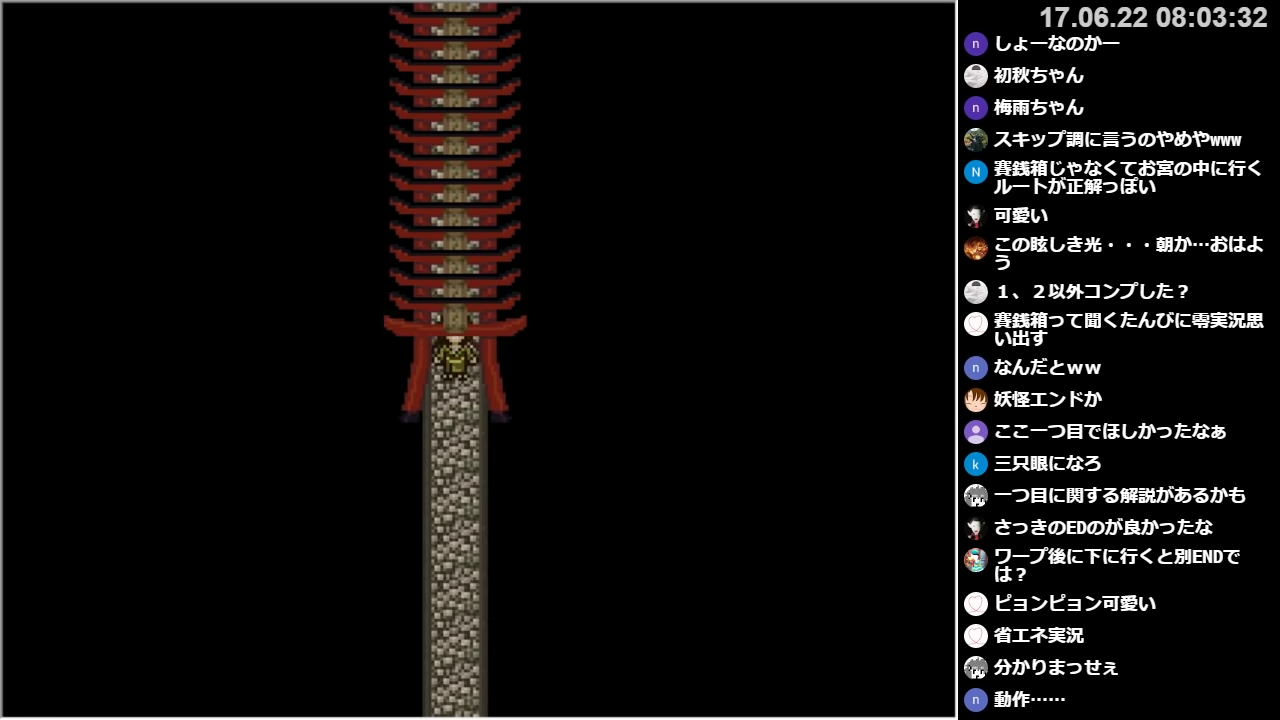 17.06.22 08:03:32
n しょーなのかー
初秋ちゃん
n 梅雨ちゃん
スキップ調に言うのやめやwww
N 賽銭箱じゃなくてお宮の中に行く
ルートが正解っぽい
可愛い
この眩しき光・・・朝か…おはよ
う
１、２以外コンプした？
賽銭箱って聞くたんびに零実況思
い出す
n なんだとｗｗ
妖怪エンドか
ここ一つ目でほしかったなぁ
k 三只眼になろ
一つ目に関する解説があるかも
さっきのEDのが良かったな
ワープ後に下に行くと別ENDで
は？
ピョンピョン可愛い
省エネ実況
分かりまっせぇ
n 動作……